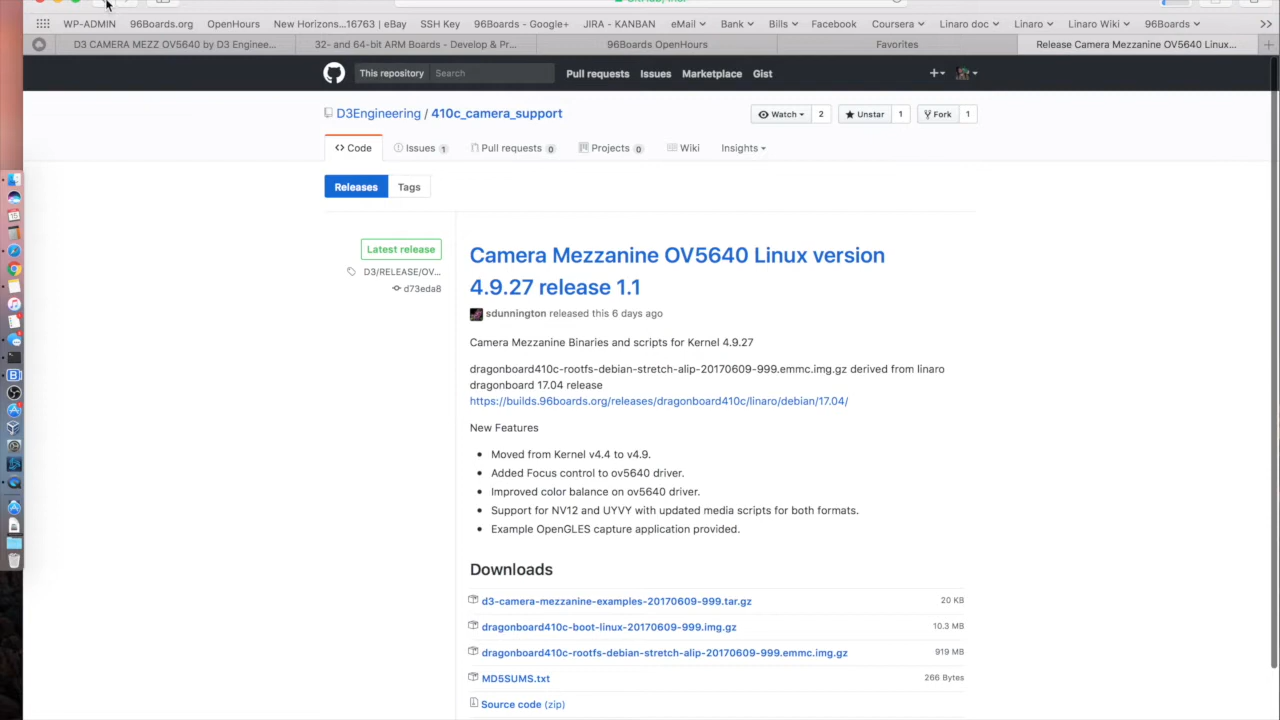 WP-ADMIN 96Boards.org OpenHours New Horizons...16763 | eBay SSH Key 96Boards - Google+ JIRA - KANBAN eMail Bank Bills Facebook Coursera Linaro doc Linaro Linaro Wiki 96Boards
D3 CAMERA MEZZ OV5640 by D3 Enginee... 32- and 64-bit ARM Boards - Develop & Pr... 96Boards OpenHours Favorites Release Camera Mezzanine OV5640 Linux...
This repository Search Pull requests Issues Marketplace Gist
D3Engineering / 410c_camera_support Watch 2 Unstar 1 Fork 1
Code Issues 1 Pull requests 0 Projects 0 Wiki Insights
Releases Tags
Latest release
D3/RELEASE/OV...
d73eda8
Camera Mezzanine OV5640 Linux version
4.9.27 release 1.1
sdunnington released this 6 days ago
Camera Mezzanine Binaries and scripts for Kernel 4.9.27
dragonboard410c-rootfs-debian-stretch-alip-20170609-999.emmc.img.gz derived from linaro
dragonboard 17.04 release
https://builds.96boards.org/releases/dragonboard410c/linaro/debian/17.04/
New Features
Moved from Kernel v4.4 to v4.9.
Added Focus control to ov5640 driver.
Improved color balance on ov5640 driver.
Support for NV12 and UYVY with updated media scripts for both formats.
Example OpenGLES capture application provided.
Downloads
d3-camera-mezzanine-examples-20170609-999.tar.gz 20 KB
dragonboard410c-boot-linux-20170609-999.img.gz 10.3 MB
dragonboard410c-rootfs-debian-stretch-alip-20170609-999.emmc.img.gz 919 MB
MD5SUMS.txt 266 Bytes
Source code (zip)